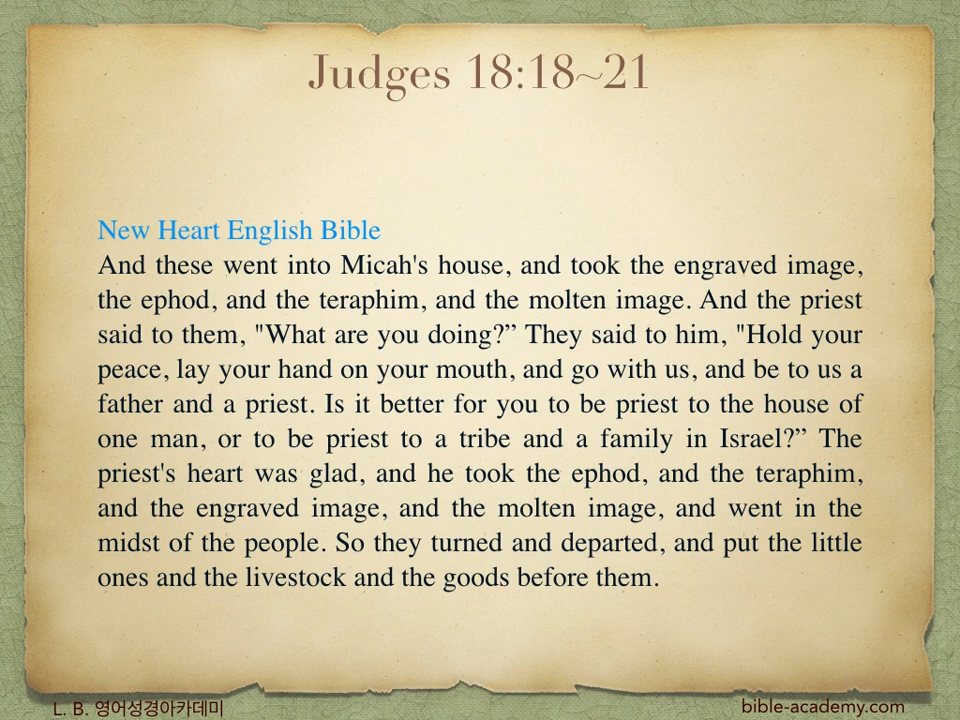 Judges 18:18~21
New Heart English Bible
And these went into Micah's house, and took the engraved image,
the ephod, and the teraphim, and the molten image. And the priest
said to them, "What are you doing?” They said to him, "Hold your
peace, lay your hand on your mouth, and go with us, and be to us a
father and a priest. Is it better for you to be priest to the house of
one man, or to be priest to a tribe and a family in Israel?” The
priest's heart was glad, and he took the ephod, and the teraphim,
and the engraved image, and the molten image, and went in the
midst of the people. So they turned and departed, and put the little
ones and the livestock and the goods before them.
L. B. 영어성경아카데미
bible-academy.com